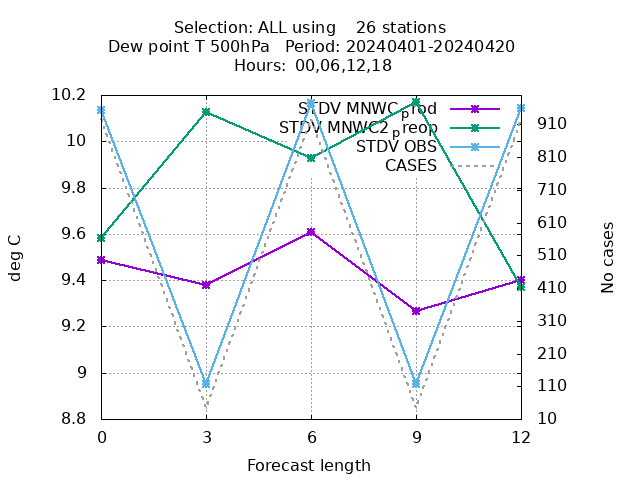 Selection: ALL using    26 stations
Dew point T 500hPa   Period: 20240401-20240420
Hours: 00,06,12,18
10.2
10
9.8
9.6
9.4
9.2
9
8.8
deg C
STDV MNWC_prod
STDV MNWC2_preop
STDV OBS
CASES
910
810
710
610
510
410
310
210
110
10
No cases
0 3 6 9 12
Forecast length